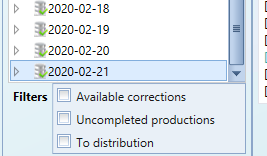 2020-02-18
2020-02-19
2020-02-20
2020-02-21
Filters
Available corrections
Uncompleted productions
To distribution